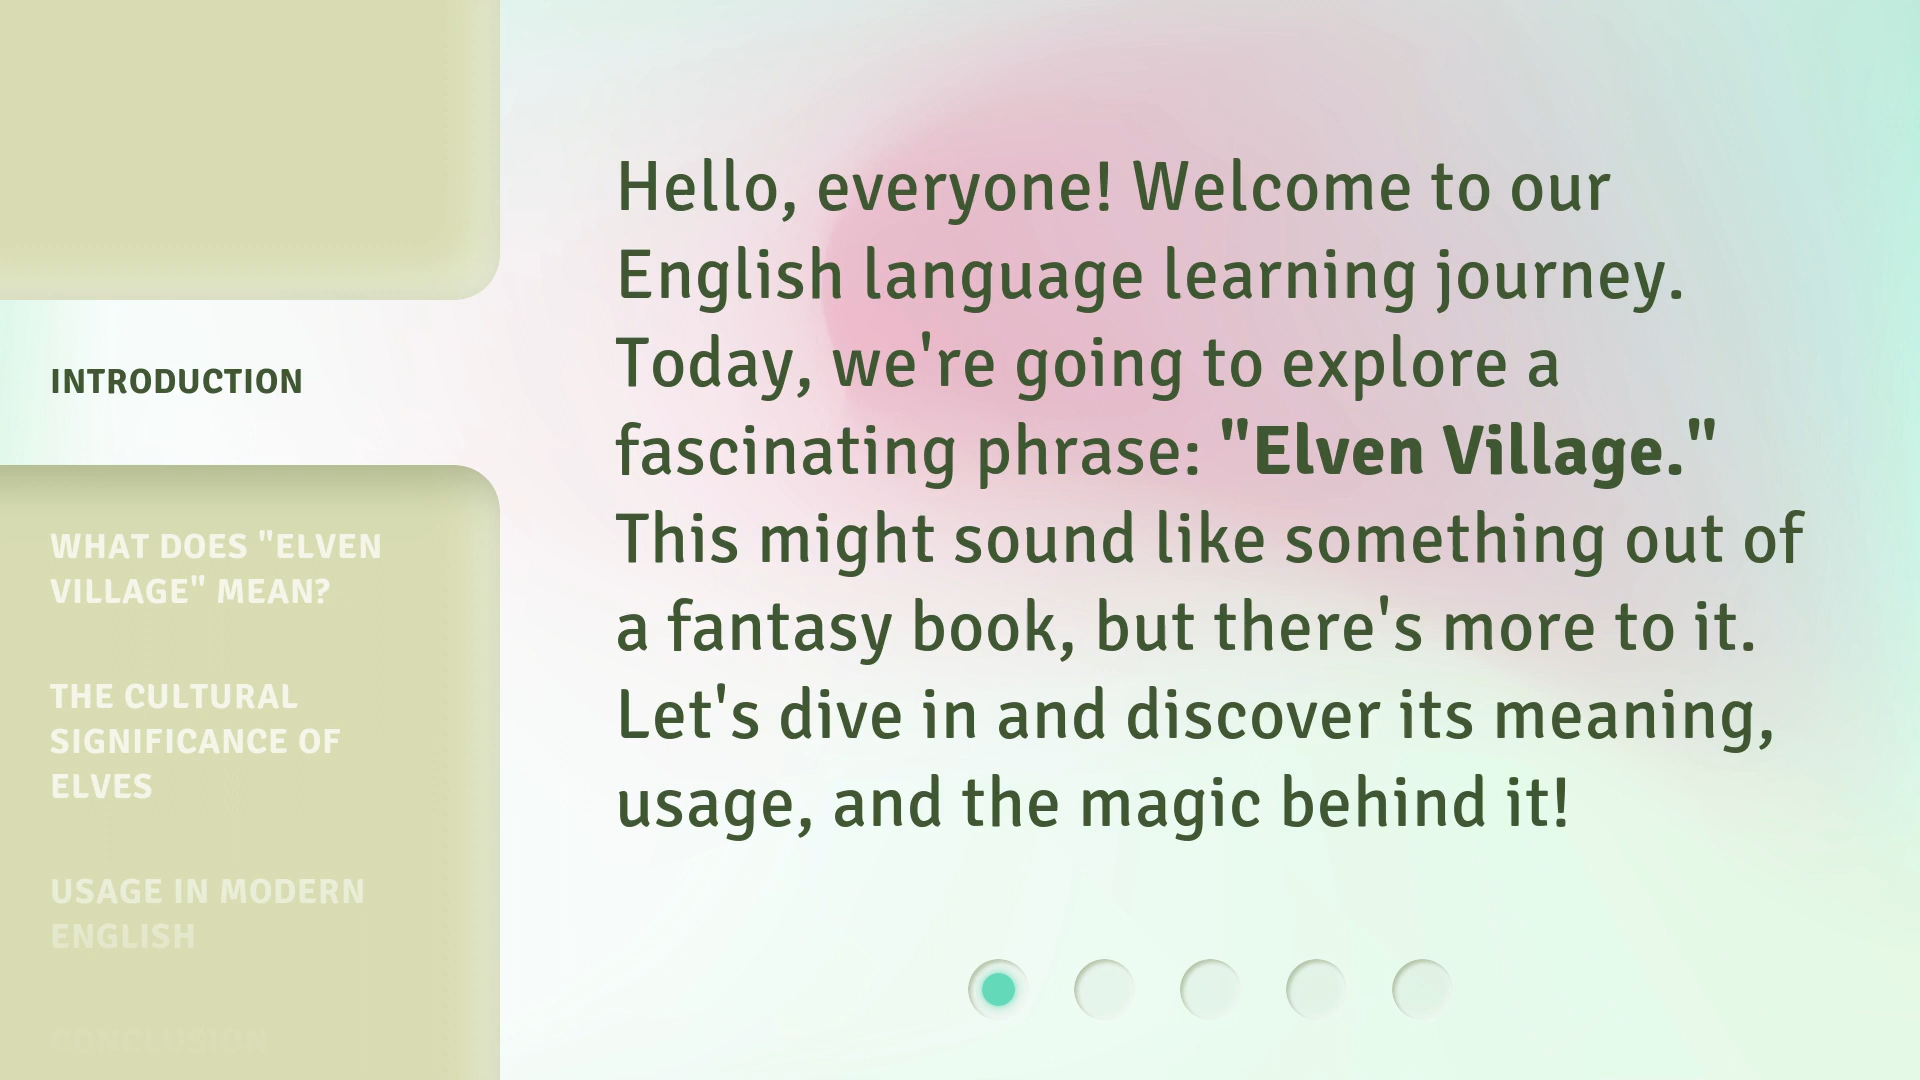 INTRODUCTION
WHAT DOES "ELVEN
VILLAGE" MEAN?
THE CULTURAL
SIGNIFICANCE OF
ELVES
USAGE IN MODERN
ENGLISH
CONCLUSION
Hello, everyone! Welcome to our
English language learning journey.
Today, we're going to explore a
fascinating phrase: "Elven Village."
This might sound like something out of
a fantasy book, but there's more to it.
Let's dive in and discover its meaning,
usage, and the magic behind it!